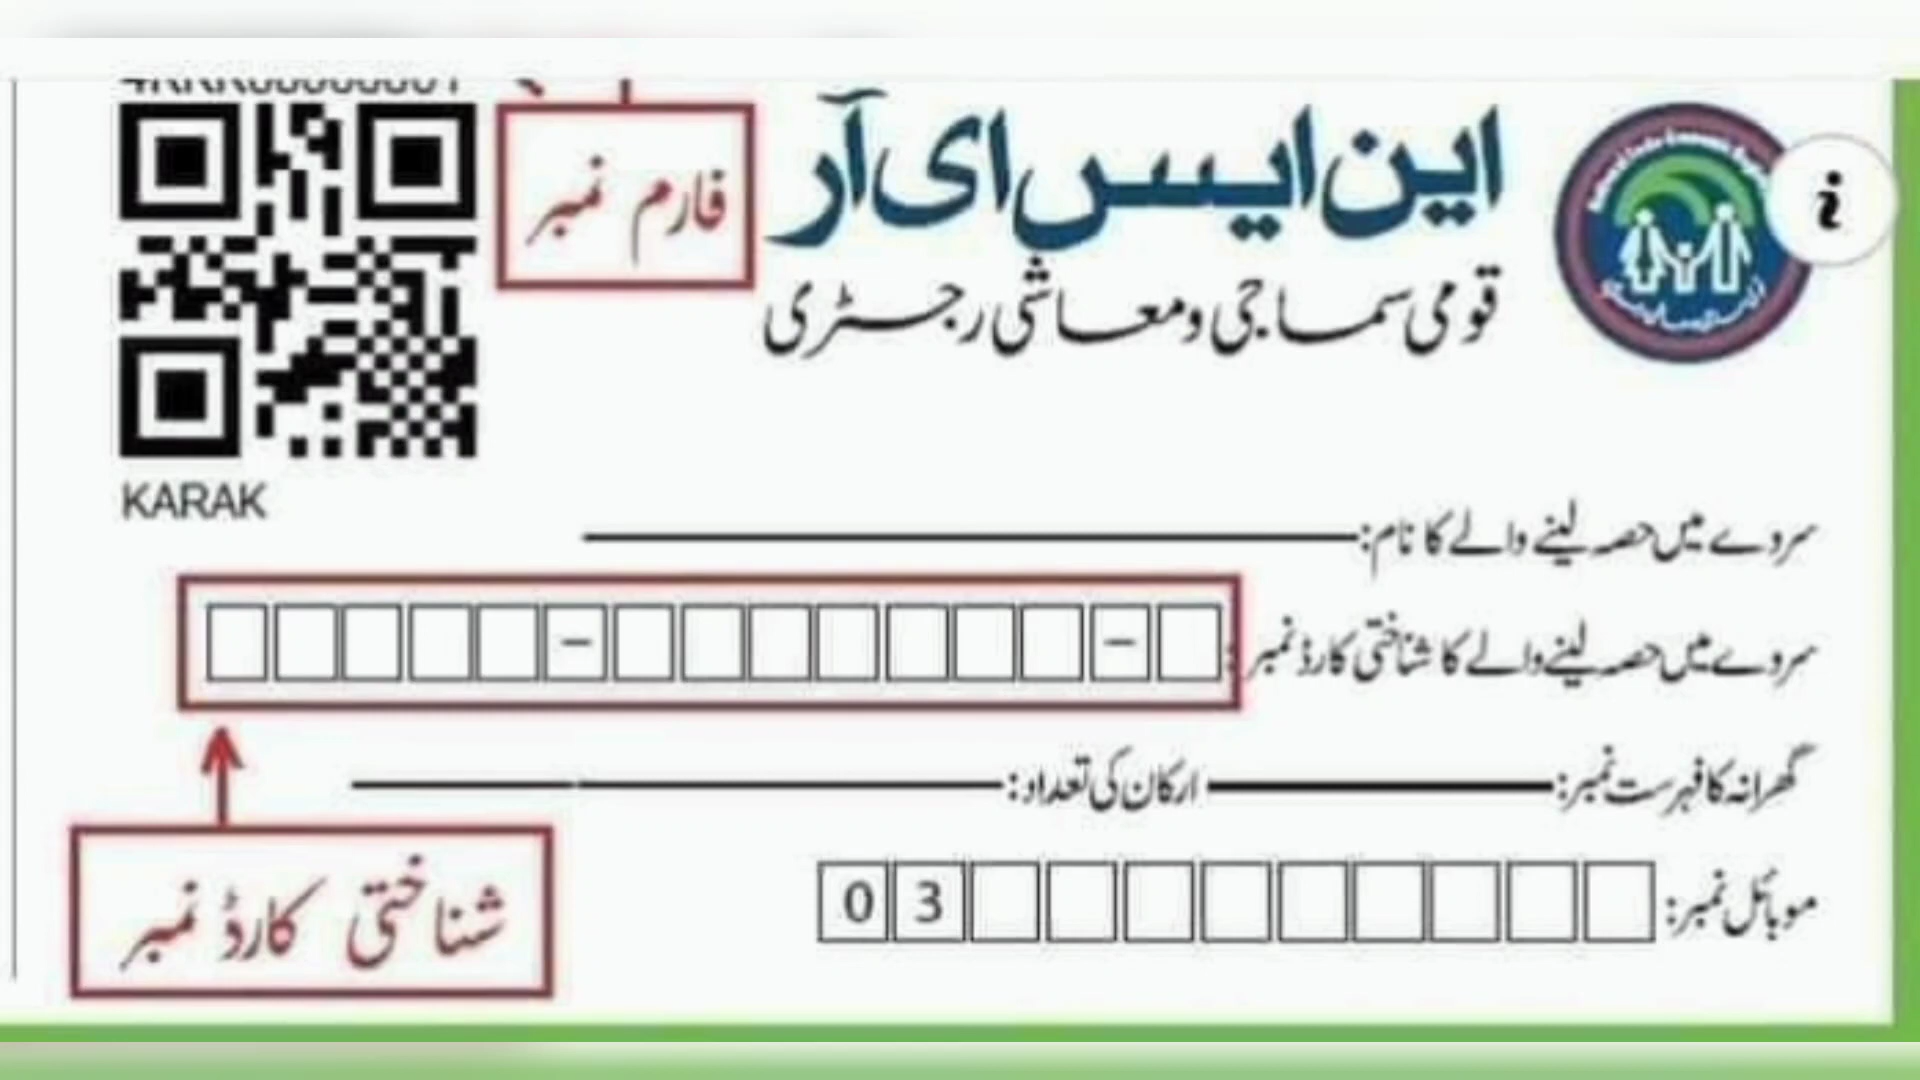 این ایس ای آر
قومی سماجی و معاشی رجسٹری
فارم نمبر
KARAK
سروے میں حصہ لینے والے کا نام:
سروے میں حصہ لینے والے کا شناختی کارڈ نمبر:
- -
گھرانہ کا فہرست نمبر: ارکان کی تعداد:
موبائل نمبر: 03
شناختی کارڈ نمبر
i